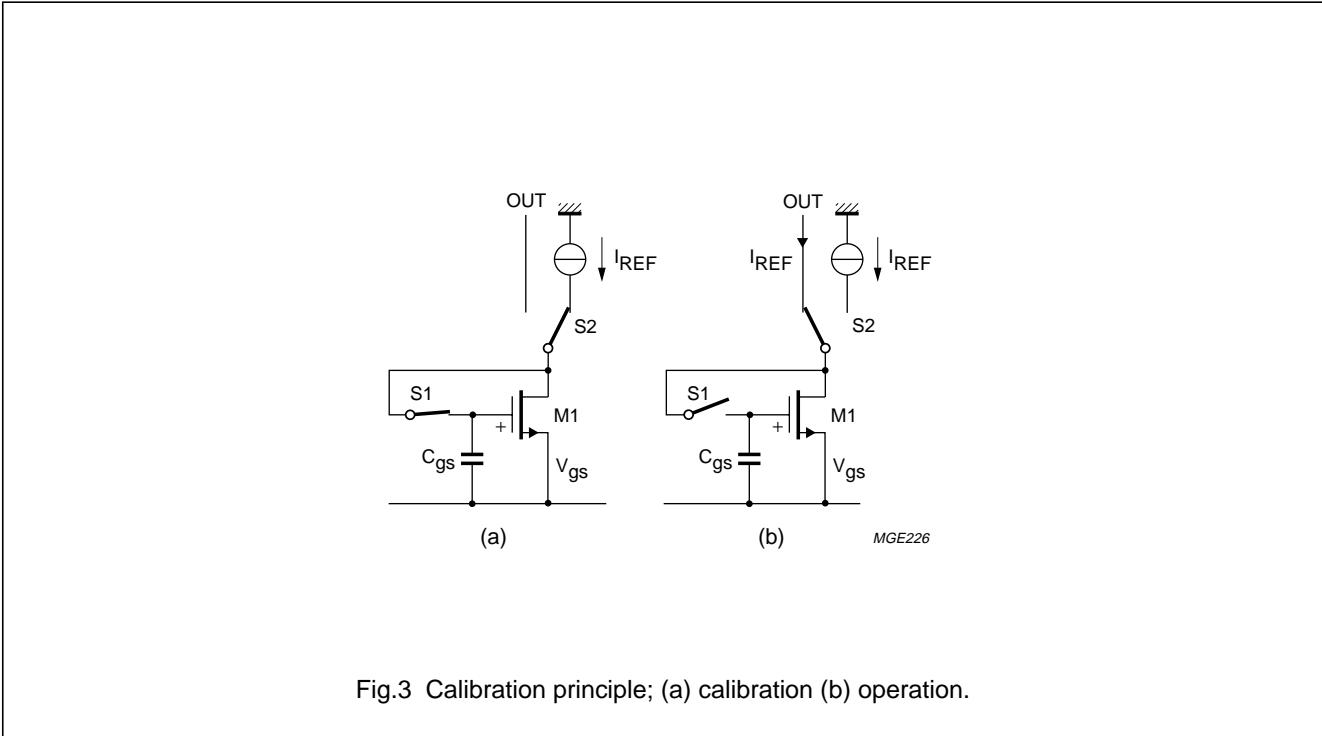 OUT
I_REF
S2
S1
M1
+
C_gs
V_gs
(a)
OUT
I_REF
I_REF
S2
S1
M1
+
C_gs
V_gs
(b)
MGE226
Fig.3 Calibration principle; (a) calibration (b) operation.